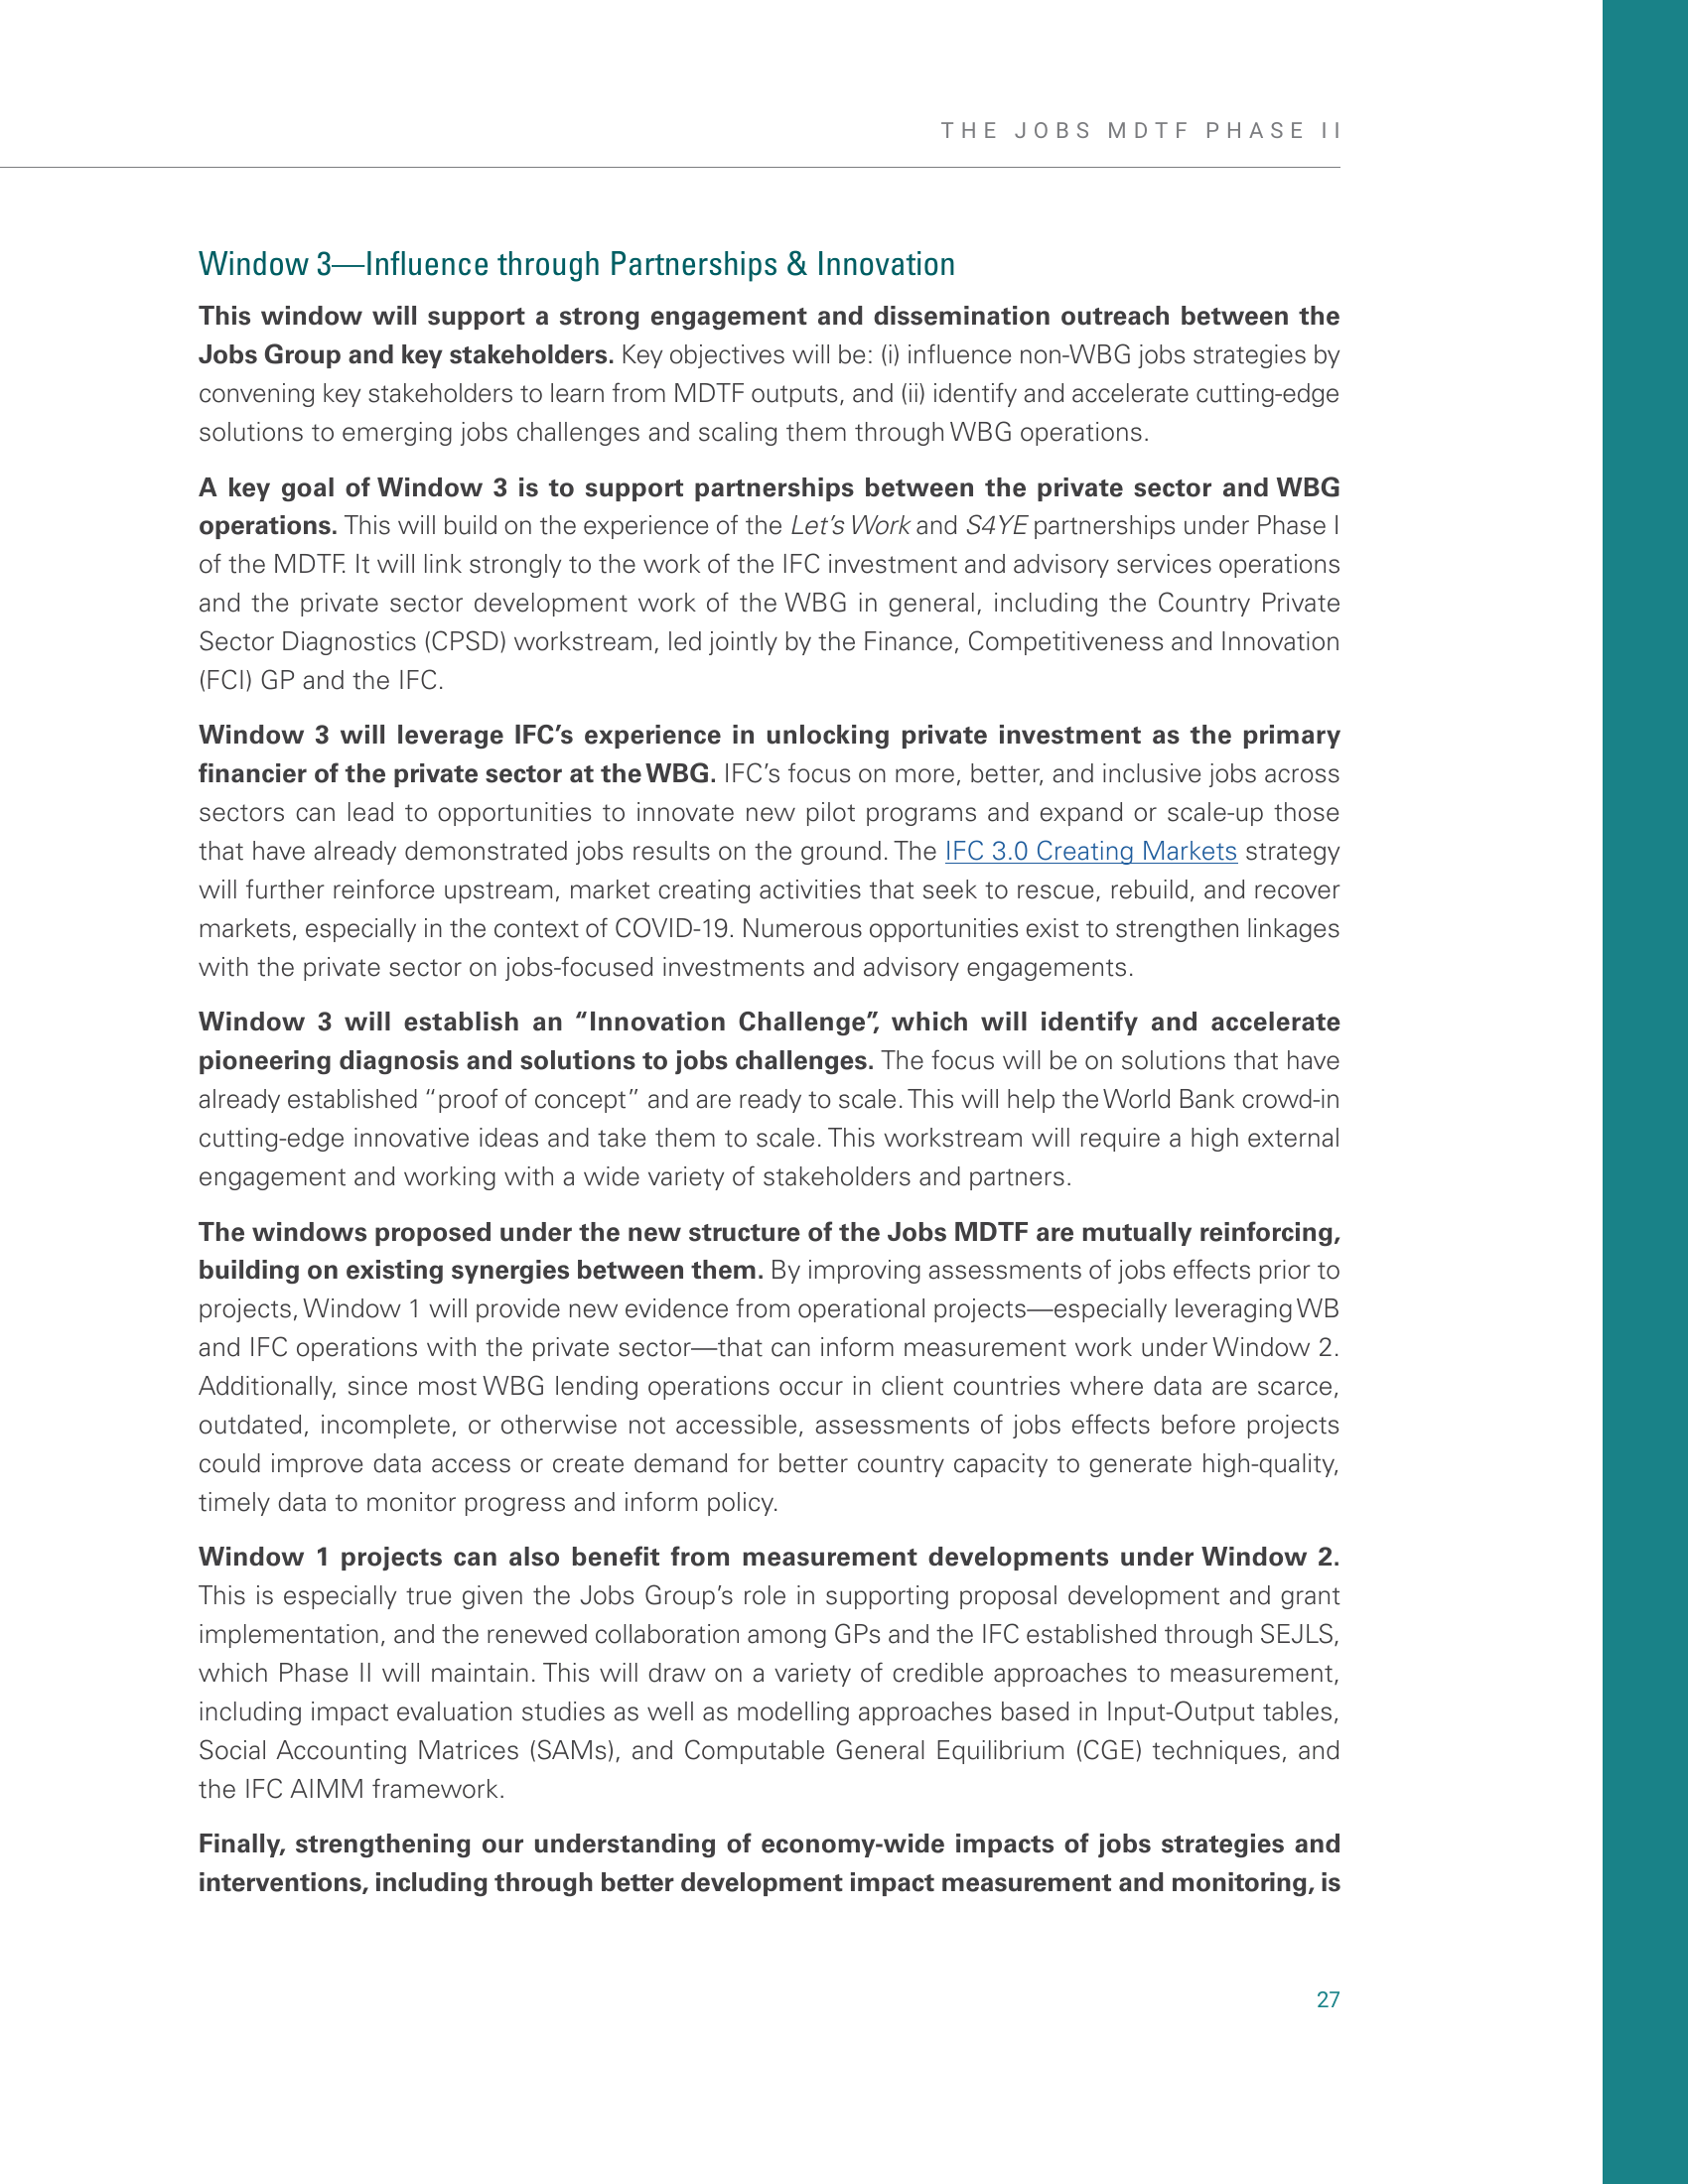 THE JOBS MDTF PHASE II
Window 3—Influence through Partnerships & Innovation
This window will support a strong engagement and dissemination outreach between the
Jobs Group and key stakeholders. Key objectives will be: (i) influence non-WBG jobs strategies by
convening key stakeholders to learn from MDTF outputs, and (ii) identify and accelerate cutting-edge
solutions to emerging jobs challenges and scaling them through WBG operations.
A key goal of Window 3 is to support partnerships between the private sector and WBG
operations. This will build on the experience of the Let’s Work and S4YE partnerships under Phase I
of the MDTF. It will link strongly to the work of the IFC investment and advisory services operations
and the private sector development work of the WBG in general, including the Country Private
Sector Diagnostics (CPSD) workstream, led jointly by the Finance, Competitiveness and Innovation
(FCI) GP and the IFC.
Window 3 will leverage IFC’s experience in unlocking private investment as the primary
financier of the private sector at the WBG. IFC’s focus on more, better, and inclusive jobs across
sectors can lead to opportunities to innovate new pilot programs and expand or scale-up those
that have already demonstrated jobs results on the ground. The IFC 3.0 Creating Markets strategy
will further reinforce upstream, market creating activities that seek to rescue, rebuild, and recover
markets, especially in the context of COVID-19. Numerous opportunities exist to strengthen linkages
with the private sector on jobs-focused investments and advisory engagements.
Window 3 will establish an “Innovation Challenge”, which will identify and accelerate
pioneering diagnosis and solutions to jobs challenges. The focus will be on solutions that have
already established “proof of concept” and are ready to scale. This will help the World Bank crowd-in
cutting-edge innovative ideas and take them to scale. This workstream will require a high external
engagement and working with a wide variety of stakeholders and partners.
The windows proposed under the new structure of the Jobs MDTF are mutually reinforcing,
building on existing synergies between them. By improving assessments of jobs effects prior to
projects, Window 1 will provide new evidence from operational projects—especially leveraging WB
and IFC operations with the private sector—that can inform measurement work under Window 2.
Additionally, since most WBG lending operations occur in client countries where data are scarce,
outdated, incomplete, or otherwise not accessible, assessments of jobs effects before projects
could improve data access or create demand for better country capacity to generate high-quality,
timely data to monitor progress and inform policy.
Window 1 projects can also benefit from measurement developments under Window 2.
This is especially true given the Jobs Group’s role in supporting proposal development and grant
implementation, and the renewed collaboration among GPs and the IFC established through SEJLS,
which Phase II will maintain. This will draw on a variety of credible approaches to measurement,
including impact evaluation studies as well as modelling approaches based in Input-Output tables,
Social Accounting Matrices (SAMs), and Computable General Equilibrium (CGE) techniques, and
the IFC AIMM framework.
Finally, strengthening our understanding of economy-wide impacts of jobs strategies and
interventions, including through better development impact measurement and monitoring, is
27